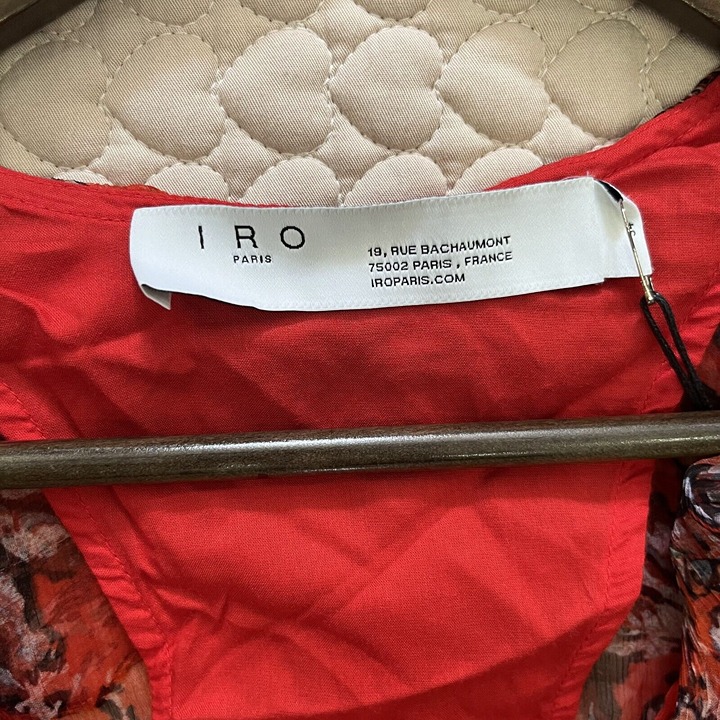 IRO
PARIS
19, RUE BACHAUMONT
75002 PARIS, FRANCE
IROPARIS.COM